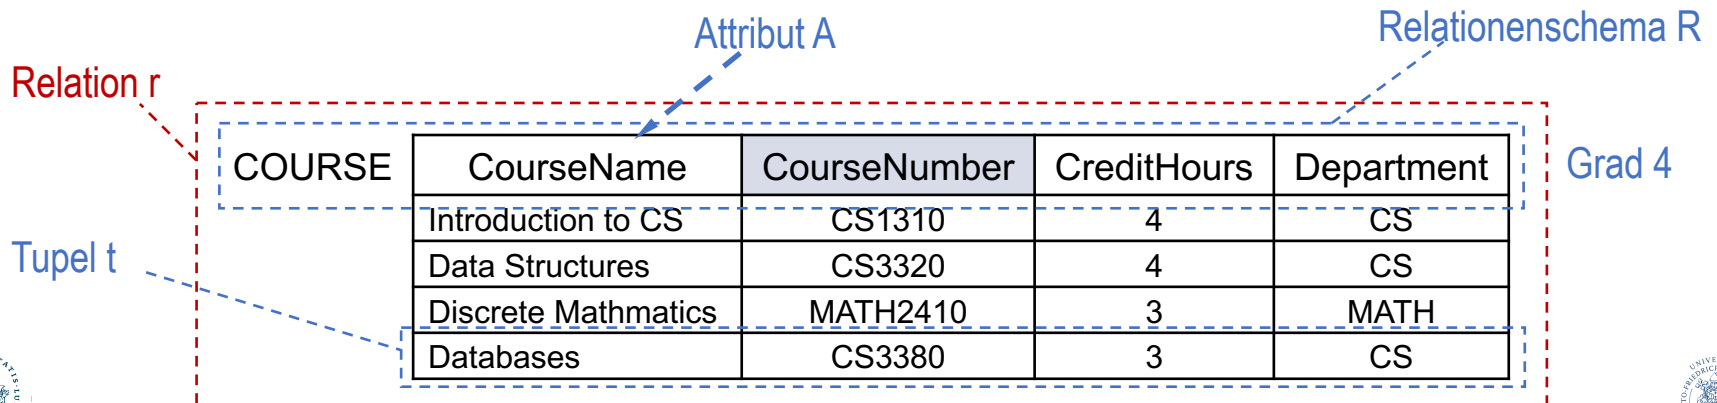 Attribut A
Relationenschema R
Relation r
COURSE CourseName CourseNumber CreditHours Department
Grad 4
Introduction to CS CS1310 4 CS
Tupel t
Data Structures CS3320 4 CS
Discrete Mathmatics MATH2410 3 MATH
Databases CS3380 3 CS